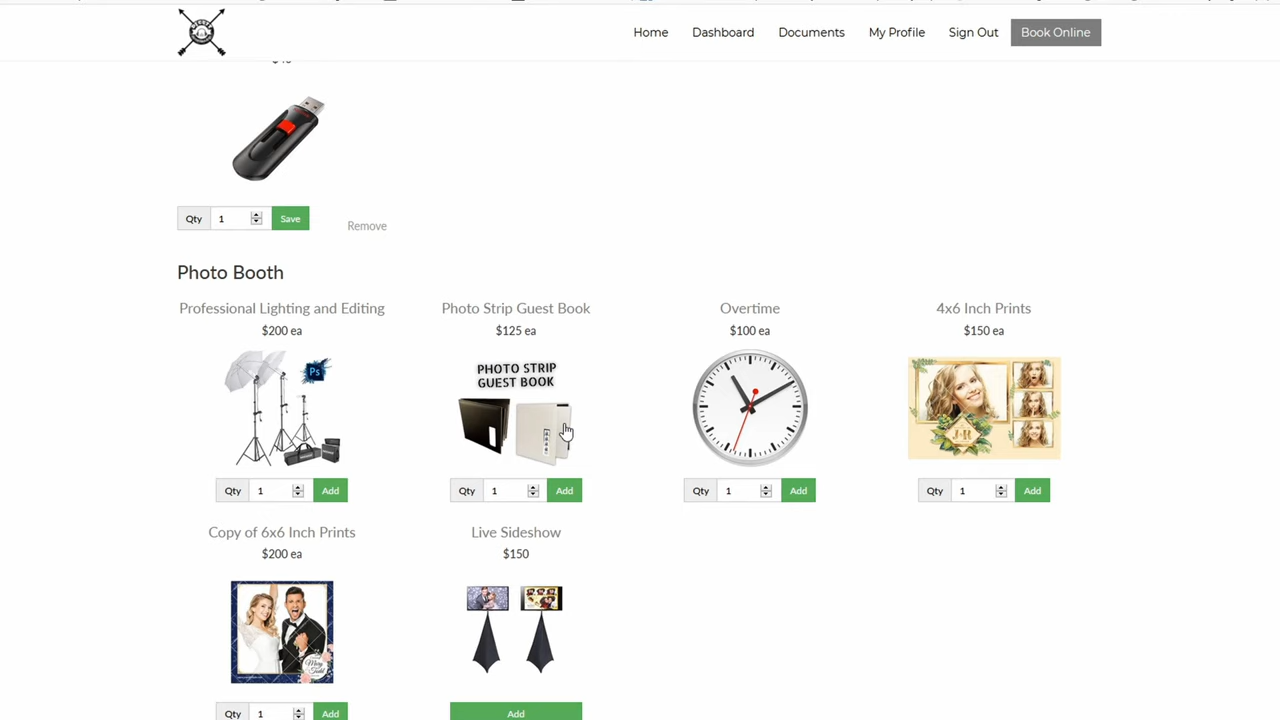 Home Dashboard Documents My Profile Sign Out Book Online
Qty 1 Save Remove
Photo Booth
Professional Lighting and Editing Photo Strip Guest Book Overtime 4x6 Inch Prints
$200 ea $125 ea $100 ea $150 ea
Ps
PHOTO STRIP
GUEST BOOK
Qty 1 Add Qty 1 Add Qty 1 Add Qty 1 Add
Copy of 6x6 Inch Prints Live Sideshow
$200 ea $150
Qty 1 Add Add